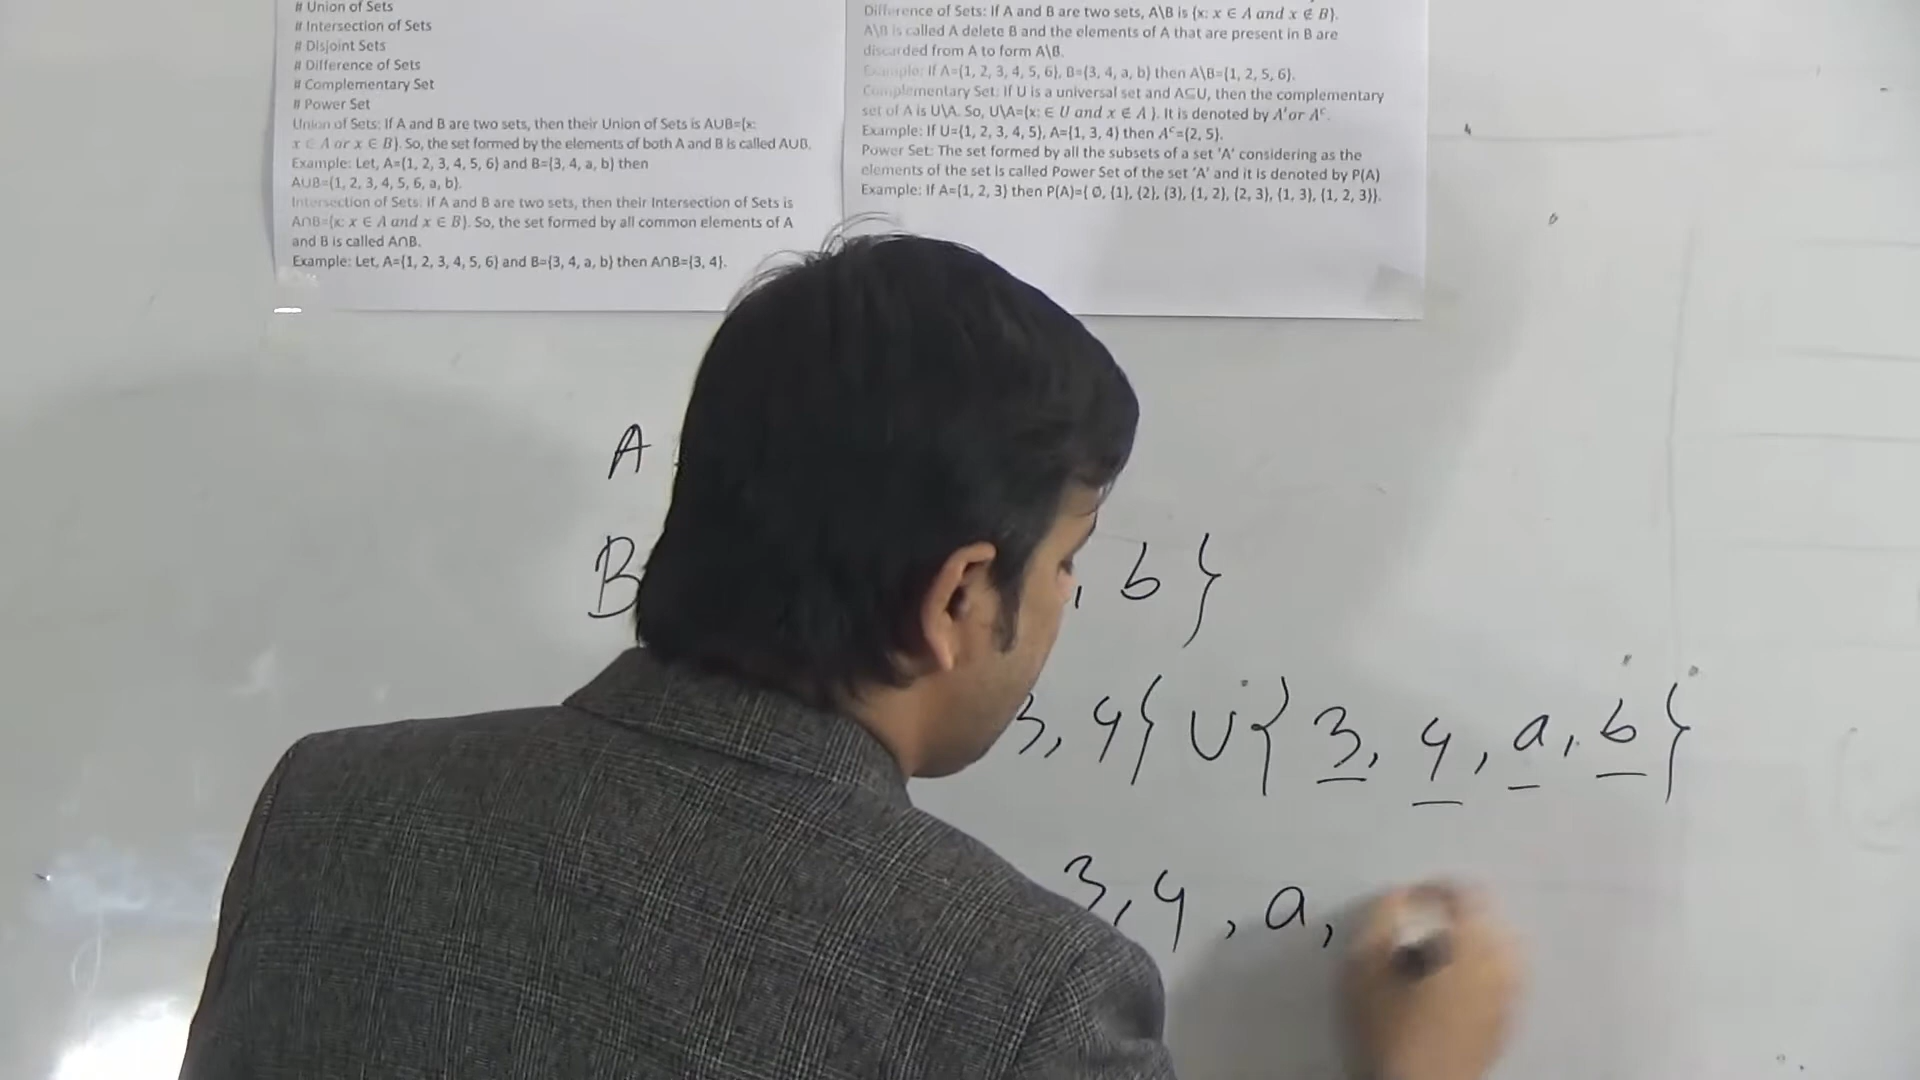 # Union of Sets
# Intersection of Sets
# Disjoint Sets
# Difference of Sets
# Complementary Set
# Power Set
Union of Sets: If A and B are two sets, then their Union of Sets is A∪B={x:
x ∈ A or x ∈ B}. So, the set formed by the elements of both A and B is called A∪B.
Example: Let, A={1, 2, 3, 4, 5, 6} and B={3, 4, a, b} then
A∪B={1, 2, 3, 4, 5, 6, a, b}.
Intersection of Sets: If A and B are two sets, then their Intersection of Sets is
A∩B={x: x ∈ A and x ∈ B}. So, the set formed by all common elements of A
and B is called A∩B.
Example: Let, A={1, 2, 3, 4, 5, 6} and B={3, 4, a, b} then A∩B={3, 4}.
Difference of Sets: If A and B are two sets, A\B is {x: x ∈ A and x ∉ B}.
A\B is called A delete B and the elements of A that are present in B are
discarded from A to form A\B.
Example: If A={1, 2, 3, 4, 5, 6}, B={3, 4, a, b} then A\B={1, 2, 5, 6}.
Complementary Set: If U is a universal set and A⊆U, then the complementary
set of A is U\A. So, U\A={x: ∈ U and x ∉ A }. It is denoted by A′or Aᶜ.
Example: If U={1, 2, 3, 4, 5}, A={1, 3, 4} then Aᶜ={2, 5}.
Power Set: The set formed by all the subsets of a set 'A' considering as the
elements of the set is called Power Set of the set 'A' and it is denoted by P(A)
Example: If A={1, 2, 3} then P(A)={ ∅, {1}, {2}, {3}, {1, 2}, {2, 3}, {1, 3}, {1, 2, 3}}.
A
B , b }
3, 4} ∪ { 3, 4, a, b }
3, 4, a,